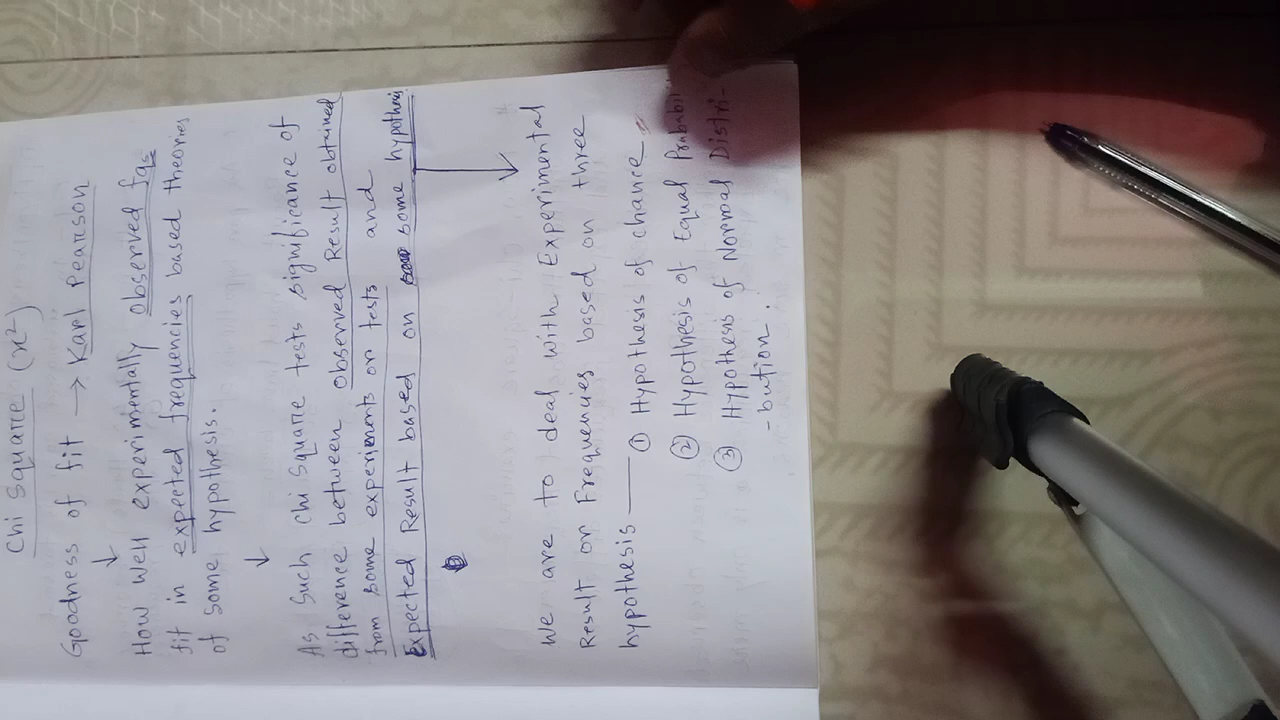 Chi Square (x²)
Goodness of fit → Karl Pearson
↓
How well experimentally observed fqs
fit in expected frequencies based theories
of some hypothesis.
↓
As Such Chi Square tests significance of
difference between observed Result obtained
from some experiments or tests and
Expected Result based on some hypothesis
We are to deal with Experimental
Result or Frequencies based on three
hypothesis — ① Hypothesis of chance
② Hypothesis of Equal Probabili
③ Hypothesis of Normal Distri-
-bution.